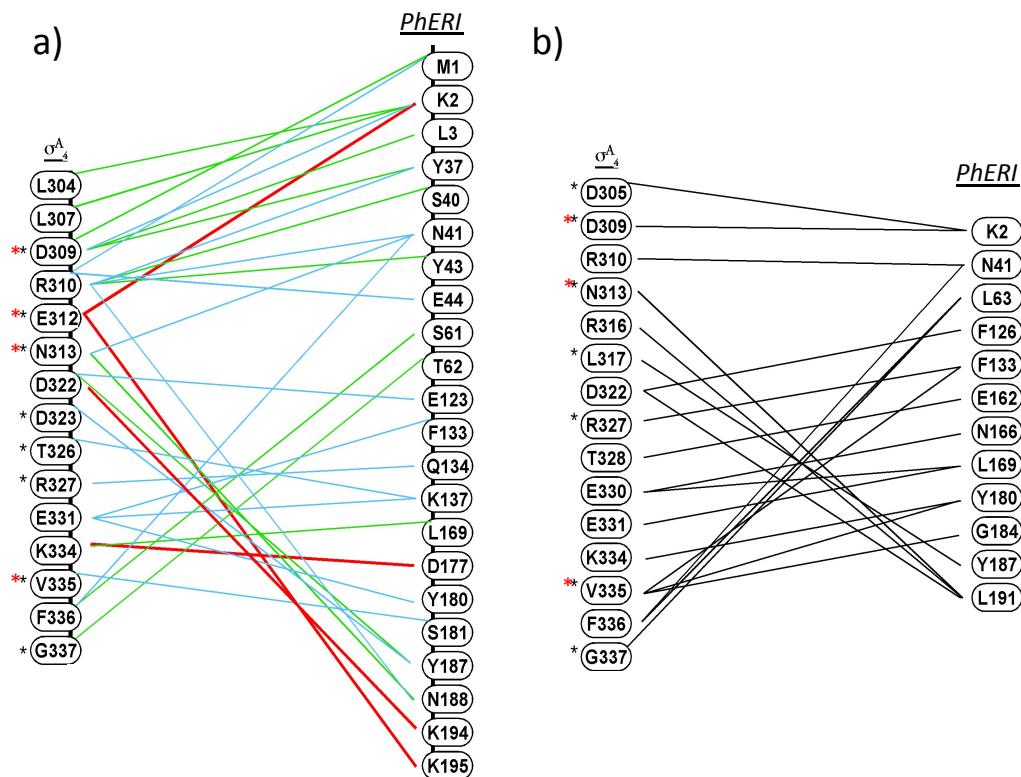 a)
PhERI
M1
K2
L3
Y37
S40
N41
Y43
E44
S61
T62
E123
F133
Q134
K137
L169
D177
Y180
S181
Y187
N188
K194
K195
σA4
L304
L307
**D309
R310
**E312
**N313
D322
*D323
*T326
*R327
E331
K334
**V335
F336
*G337
b)
σA4
*D305
**D309
R310
**N313
R316
*L317
D322
*R327
T328
E330
E331
K334
**V335
F336
*G337
PhERI
K2
N41
L63
F126
F133
E162
N166
L169
Y180
G184
Y187
L191